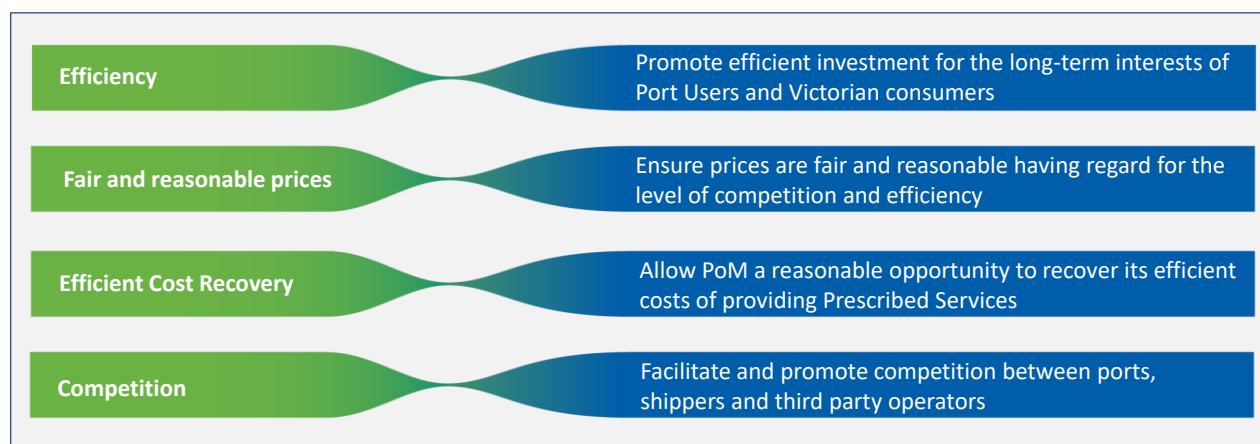 Efficiency
Promote efficient investment for the long-term interests of
Port Users and Victorian consumers
Fair and reasonable prices
Ensure prices are fair and reasonable having regard for the
level of competition and efficiency
Efficient Cost Recovery
Allow PoM a reasonable opportunity to recover its efficient
costs of providing Prescribed Services
Competition
Facilitate and promote competition between ports,
shippers and third party operators